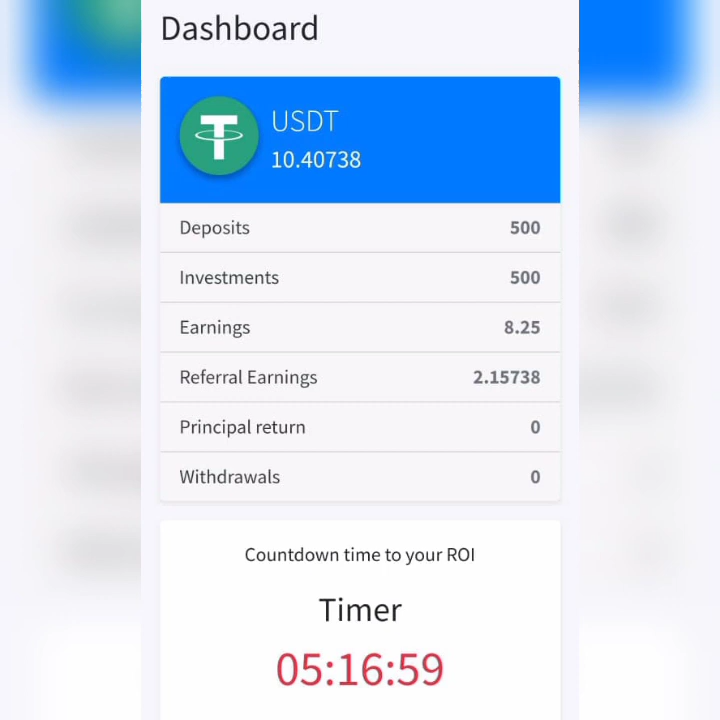 Dashboard
USDT
10.40738
Deposits 500
Investments 500
Earnings 8.25
Referral Earnings 2.15738
Principal return 0
Withdrawals 0
Countdown time to your ROI
Timer
05:16:59